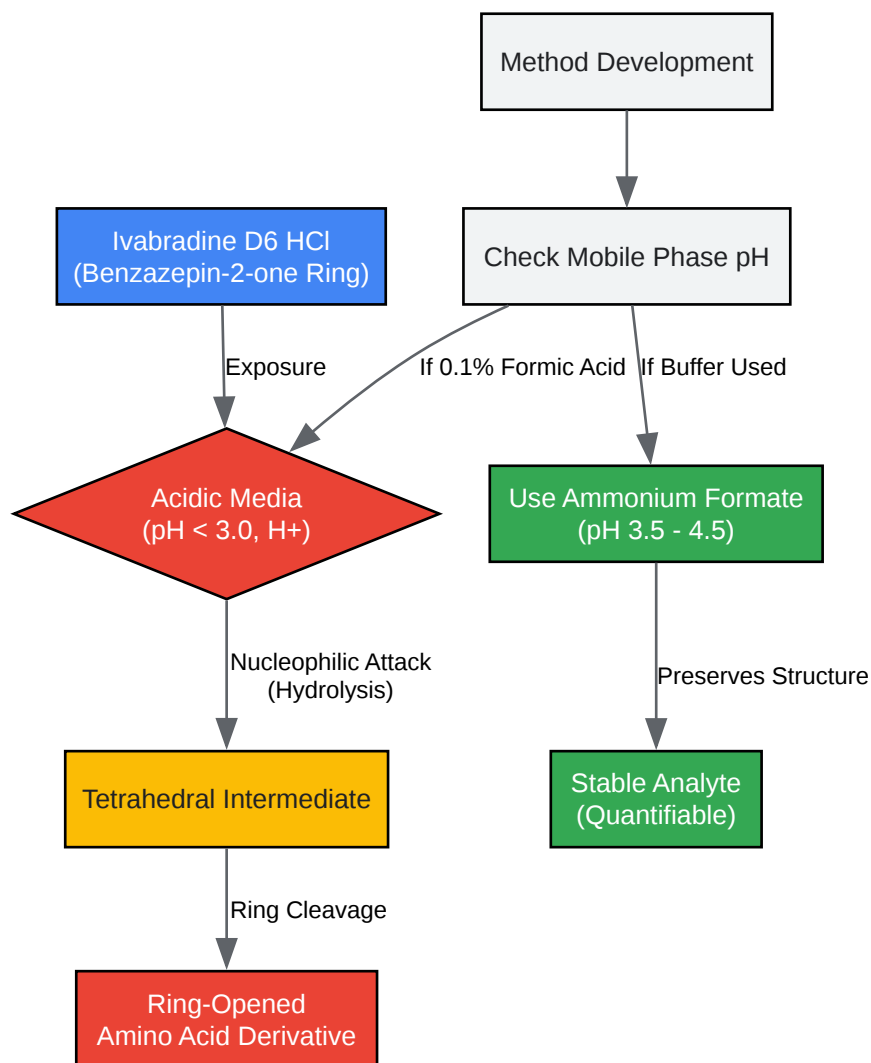 Method Development
Ivabradine D6 HCl
(Benzazepin-2-one Ring)
Check Mobile Phase pH
Exposure
If 0.1% Formic Acid
If Buffer Used
Acidic Media
(pH < 3.0, H+)
Use Ammonium Formate
(pH 3.5 - 4.5)
Nucleophilic Attack
(Hydrolysis)
Preserves Structure
Tetrahedral Intermediate
Stable Analyte
(Quantifiable)
Ring Cleavage
Ring-Opened
Amino Acid Derivative